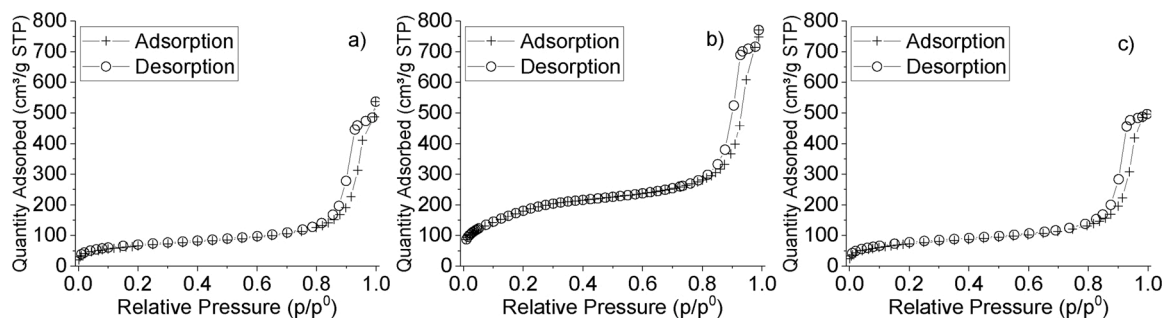 800
700
600
500
400
300
200
100
0
Quantity Adsorbed (cm³/g STP)
Adsorption
Desorption
a)
0.0 0.2 0.4 0.6 0.8 1.0
Relative Pressure (p/p⁰)
800
700
600
500
400
300
200
100
0
Quantity Adsorbed (cm³/g STP)
Adsorption
Desorption
b)
0.0 0.2 0.4 0.6 0.8 1.0
Relative Pressure (p/p⁰)
800
700
600
500
400
300
200
100
0
Quantity Adsorbed (cm³/g STP)
Adsorption
Desorption
c)
0.0 0.2 0.4 0.6 0.8 1.0
Relative Pressure (p/p⁰)